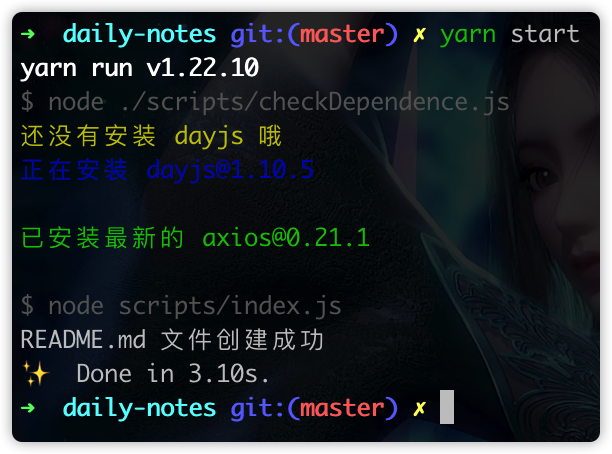 ➜ daily-notes git:(master) ✗ yarn start
yarn run v1.22.10
$ node ./scripts/checkDependence.js
还没有安装 dayjs 哦
正在安装 dayjs@1.10.5
已安装最新的 axios@0.21.1
$ node scripts/index.js
README.md 文件创建成功
✨ Done in 3.10s.
➜ daily-notes git:(master) ✗